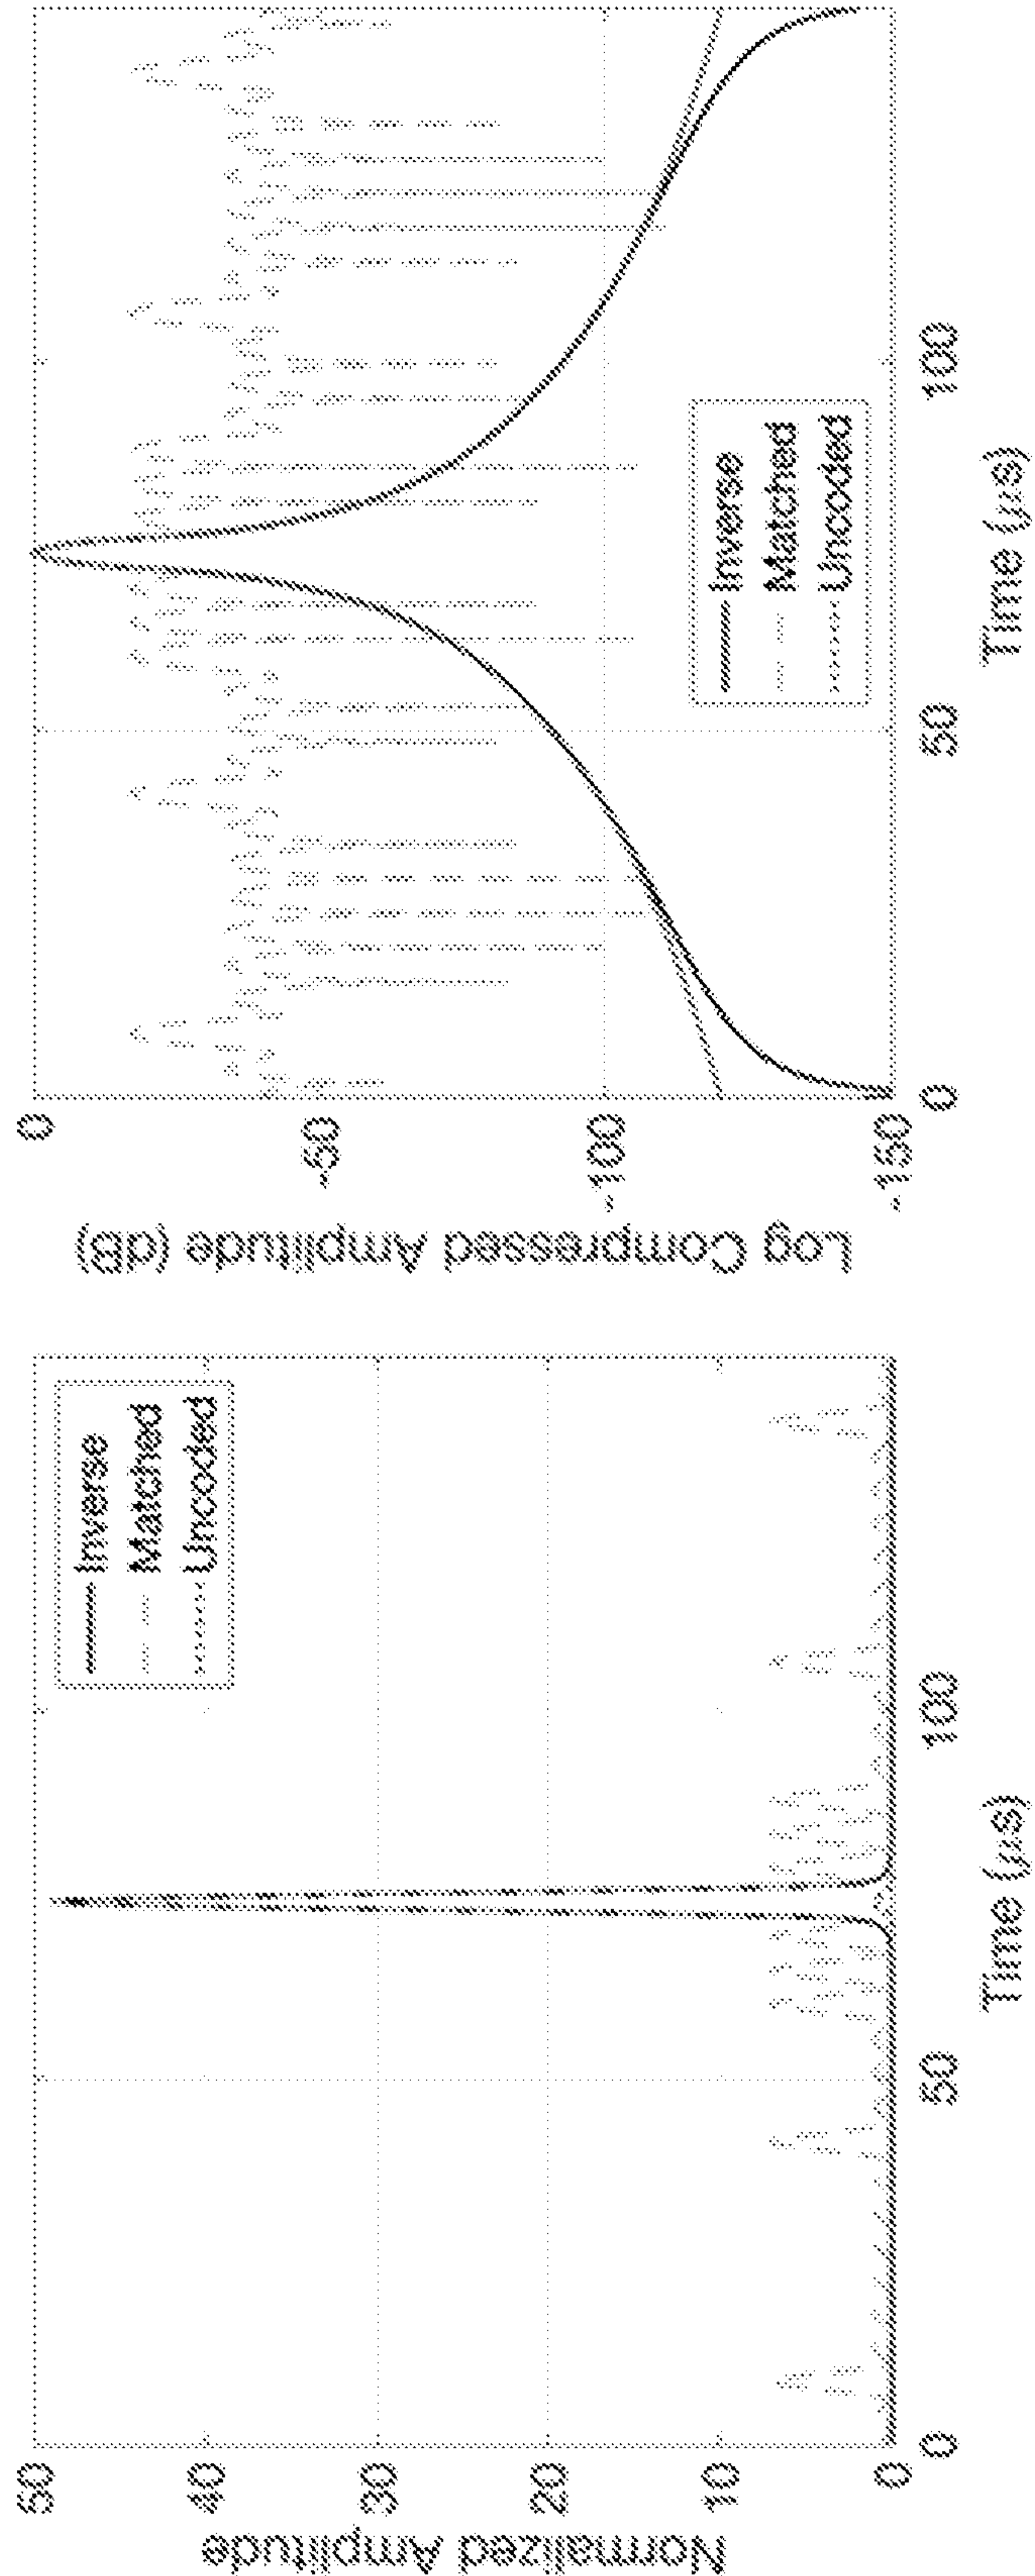 Normalized Amplitude
50
40
30
20
10
0
Inverse
Matched
Uncoded
0
50
100
Time (μs)
Log Compressed Amplitude (dB)
0
-50
-100
-150
Inverse
Matched
Uncoded
0
50
100
Time (μs)